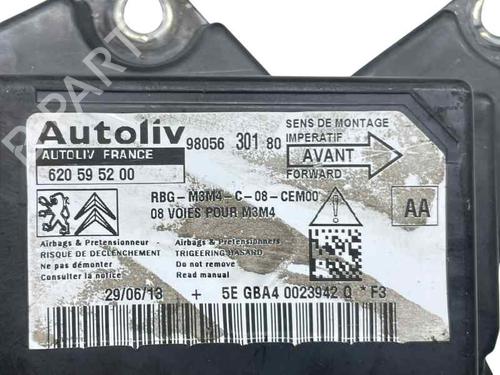 Autoliv
AUTOLIV FRANCE
620 59 52 00
98056 301 80
SENS DE MONTAGE
IMPERATIF
AVANT
FORWARD
RBG-M3M4-C-08-CEM00
08 VOIES POUR M3M4
AA
Airbags & Pretensionneur
RISQUE DE DECLENCHEMENT
Ne pas démonter
Consulter la notice
Airbags & Pretensioners
TRIGGERING HASARD
Do not remove
Read manual
29/06/13 + 5E GBA4 0023942 Q * F3